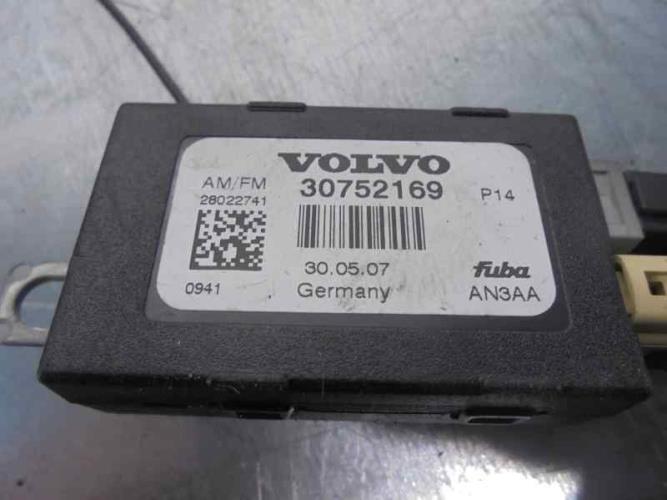 VOLVO
AM/FM 30752169 P14
28022741
30.05.07 fuba
0941 Germany AN3AA